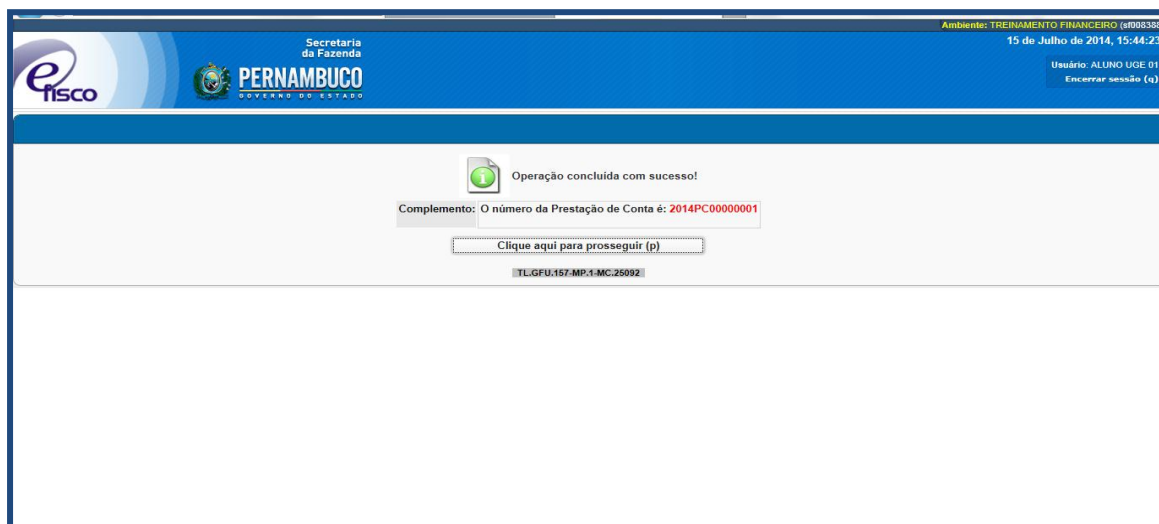 Ambiente: TREINAMENTO FINANCEIRO (sf008388
15 de Julho de 2014, 15:44:23
Secretaria
da Fazenda
PERNAMBUCO
GOVERNO DO ESTADO
e
fisco
Usuário: ALUNO UGE 01
Encerrar sessão (q)
Operação concluída com sucesso!
Complemento: O número da Prestação de Conta é: 2014PC00000001
Clique aqui para prosseguir (p)
TL.GFU.157-MP.1-MC.25092